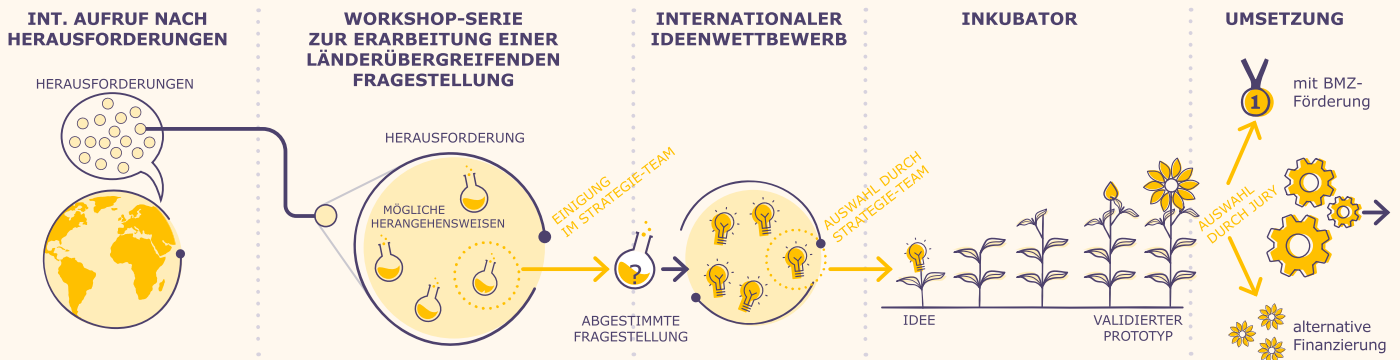 INT. AUFRUF NACH
HERAUSFORDERUNGEN
HERAUSFORDERUNGEN
WORKSHOP-SERIE
ZUR ERARBEITUNG EINER
LÄNDERÜBERGREIFENDEN
FRAGESTELLUNG
HERAUSFORDERUNG
MÖGLICHE
HERANGEHENSWEISEN
EINIGUNG
IM STRATEGIE-TEAM
?
ABGESTIMMTE
FRAGESTELLUNG
INTERNATIONALER
IDEENWETTBEWERB
AUSWAHL DURCH
STRATEGIE-TEAM
INKUBATOR
IDEE
VALIDIERTER
PROTOTYP
UMSETZUNG
AUSWAHL
DURCH JURY
1
mit BMZ-
Förderung
alternative
Finanzierung